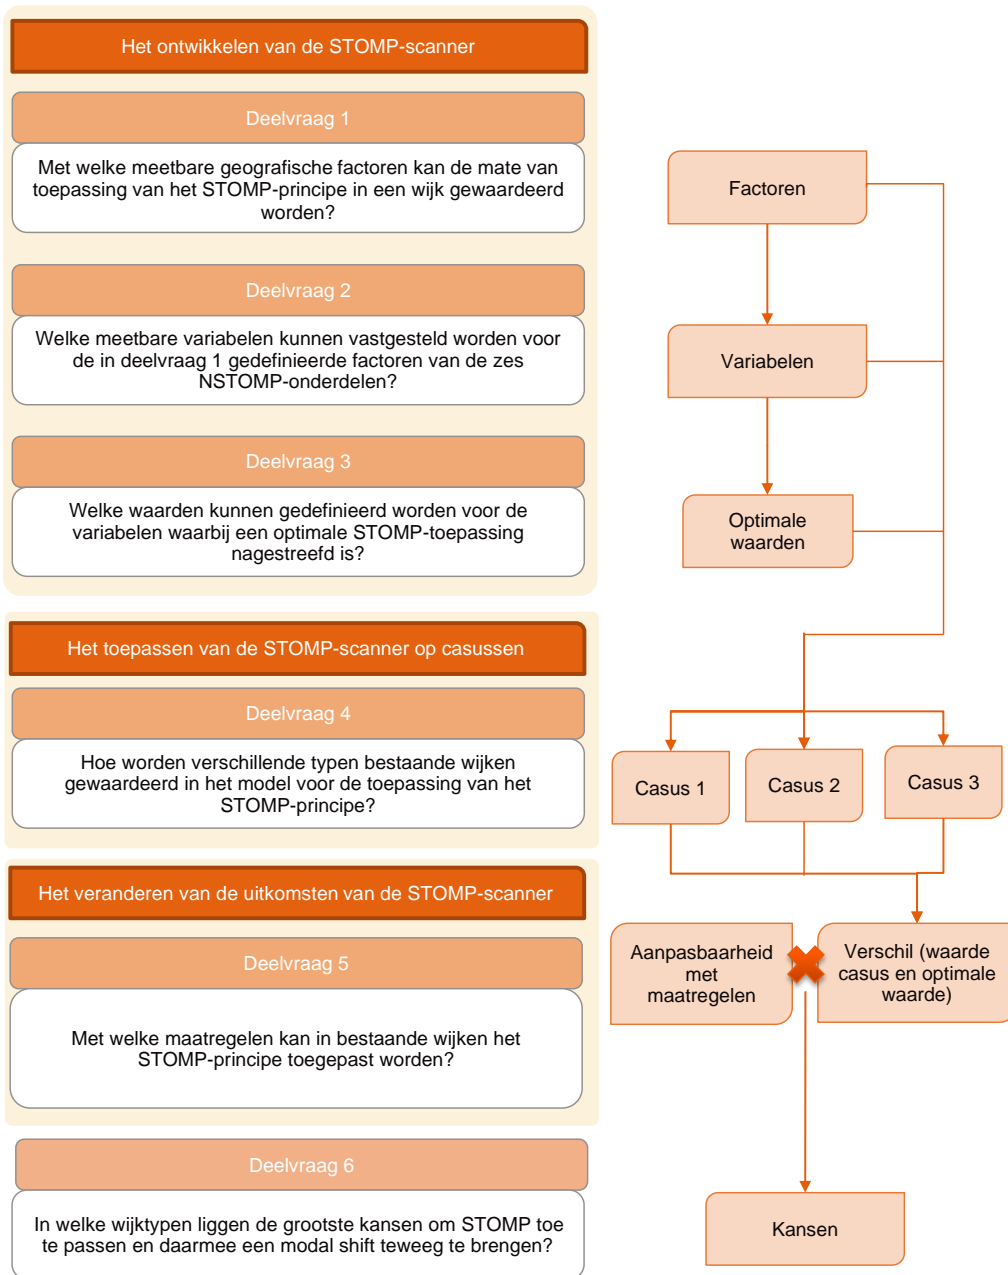 Het ontwikkelen van de STOMP-scanner
Deelvraag 1
Met welke meetbare geografische factoren kan de mate van
toepassing van het STOMP-principe in een wijk gewaardeerd
worden?
Deelvraag 2
Welke meetbare variabelen kunnen vastgesteld worden voor
de in deelvraag 1 gedefinieerde factoren van de zes
NSTOMP-onderdelen?
Deelvraag 3
Welke waarden kunnen gedefinieerd worden voor de
variabelen waarbij een optimale STOMP-toepassing
nagestreefd is?
Het toepassen van de STOMP-scanner op casussen
Deelvraag 4
Hoe worden verschillende typen bestaande wijken
gewaardeerd in het model voor de toepassing van het
STOMP-principe?
Het veranderen van de uitkomsten van de STOMP-scanner
Deelvraag 5
Met welke maatregelen kan in bestaande wijken het
STOMP-principe toegepast worden?
Deelvraag 6
In welke wijktypen liggen de grootste kansen om STOMP toe
te passen en daarmee een modal shift teweeg te brengen?
Factoren
Variabelen
Optimale
waarden
Casus 1
Casus 2
Casus 3
Aanpasbaarheid
met
maatregelen
Verschil (waarde
casus en optimale
waarde)
Kansen